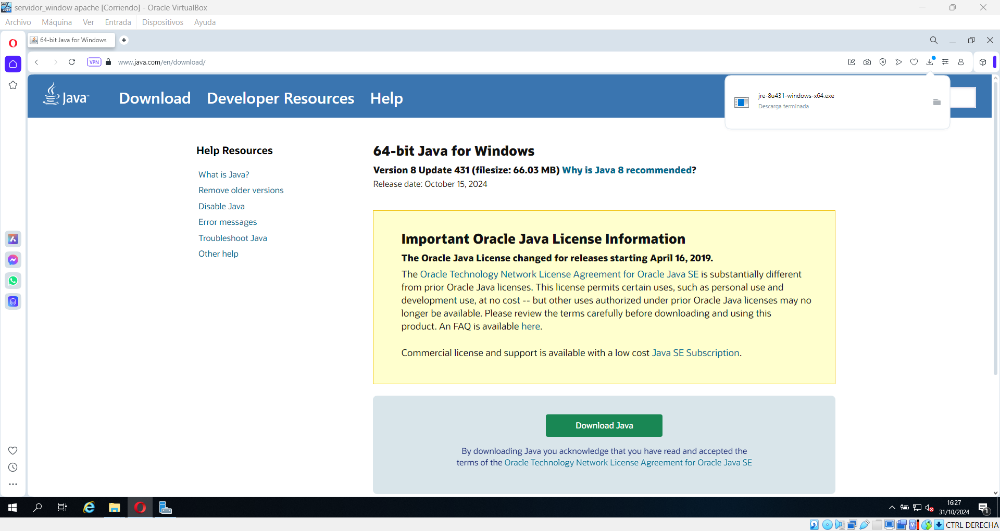 servidor_window apache [Corriendo] - Oracle VirtualBox
Archivo Máquina Ver Entrada Dispositivos Ayuda
64-bit Java for Windows
VPN www.java.com/en/download/
Java™ Download Developer Resources Help
jre-8u431-windows-x64.exe
Descarga terminada
Help Resources
What is Java?
Remove older versions
Disable Java
Error messages
Troubleshoot Java
Other help
64-bit Java for Windows
Version 8 Update 431 (filesize: 66.03 MB) Why is Java 8 recommended?
Release date: October 15, 2024
Important Oracle Java License Information
The Oracle Java License changed for releases starting April 16, 2019.
The Oracle Technology Network License Agreement for Oracle Java SE is substantially different
from prior Oracle Java licenses. This license permits certain uses, such as personal use and
development use, at no cost -- but other uses authorized under prior Oracle Java licenses may no
longer be available. Please review the terms carefully before downloading and using this
product. An FAQ is available here.
Commercial license and support is available with a low cost Java SE Subscription.
Download Java
By downloading Java you acknowledge that you have read and accepted the
terms of the Oracle Technology Network License Agreement for Oracle Java SE
16:27
31/10/2024
1
CTRL DERECHA